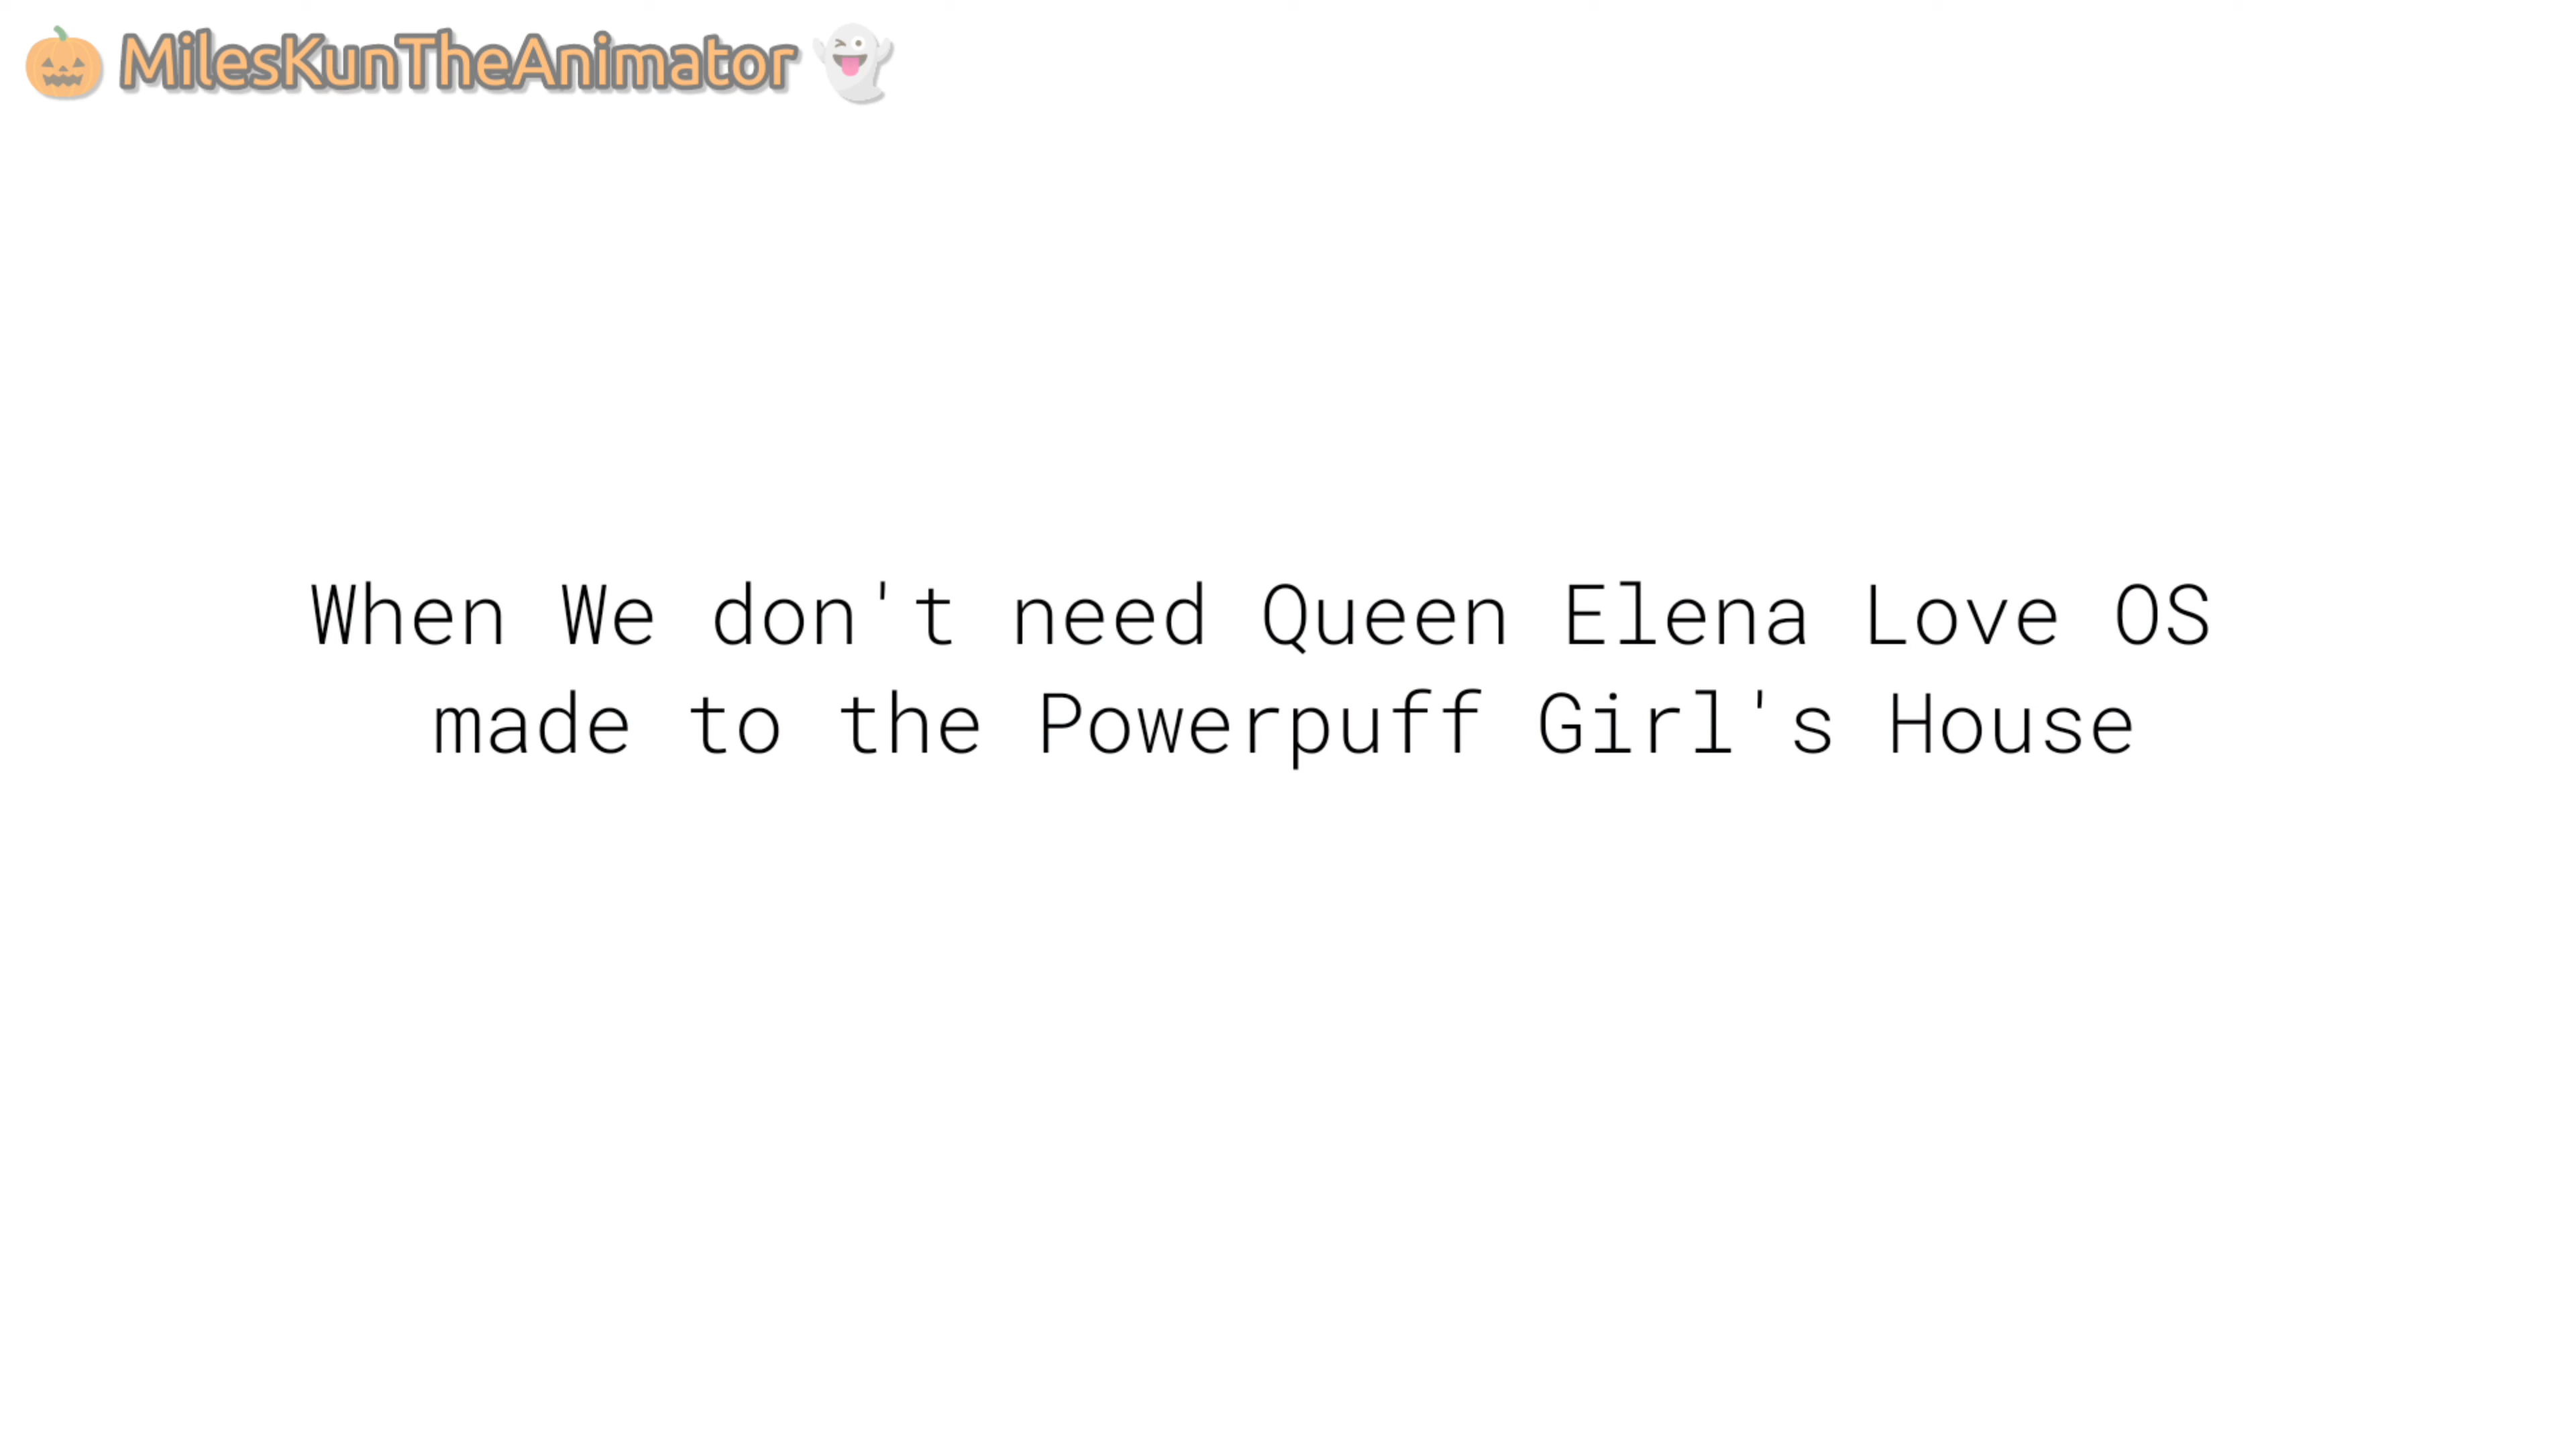 🎃 MilesKunTheAnimator 👻
When We don't need Queen Elena Love OS
made to the Powerpuff Girl's House